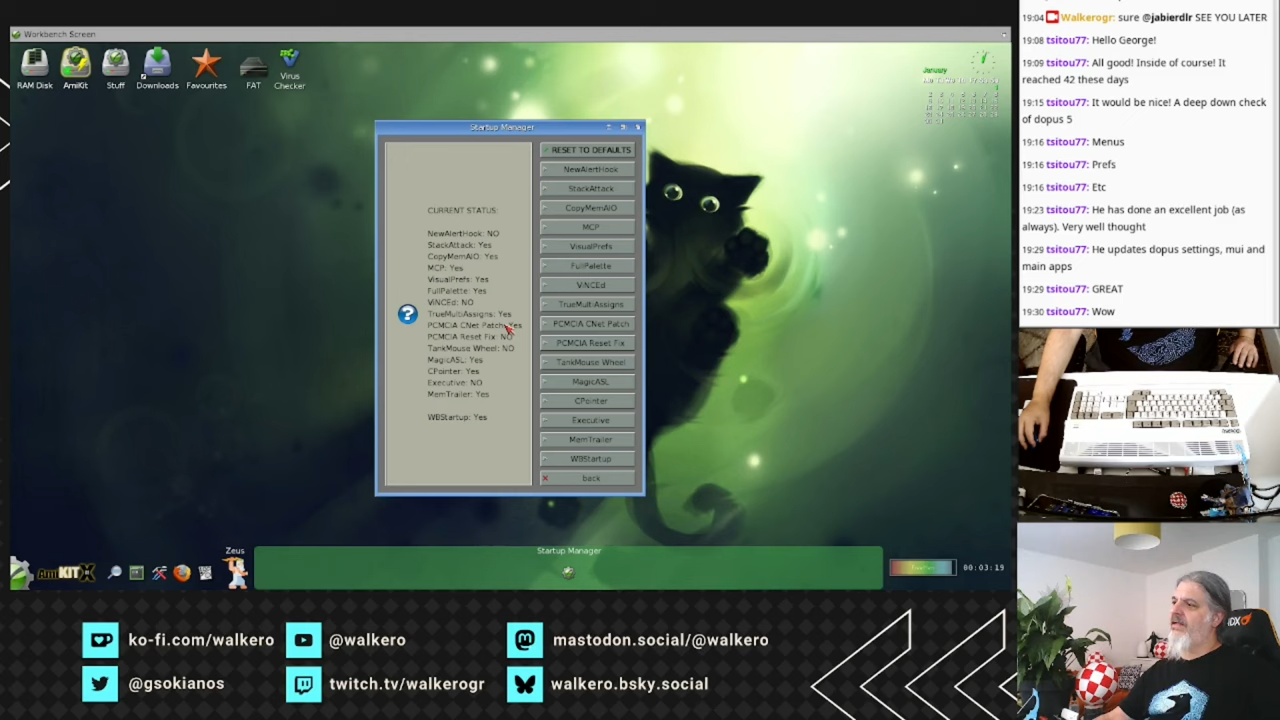 Workbench Screen
RAM Disk
AmiKit
Stuff
Downloads
Favourites
FAT
Virus
Checker
January
Startup Manager
CURRENT STATUS:
NewAlertHook: NO
StackAttack: Yes
CopyMemAIO: Yes
MCP: Yes
VisualPrefs: Yes
FullPalette: Yes
ViNCEd: NO
TrueMultiAssigns: Yes
PCMCIA CNet Patch: Yes
PCMCIA Reset Fix: NO
TankMouse Wheel: NO
MagicASL: Yes
CPointer: Yes
Executive: NO
MemTrailer: Yes
WBStartup: Yes
RESET TO DEFAULTS
NewAlertHook
StackAttack
CopyMemAIO
MCP
VisualPrefs
FullPalette
ViNCEd
TrueMultiAssigns
PCMCIA CNet Patch
PCMCIA Reset Fix
TankMouse Wheel
MagicASL
CPointer
Executive
MemTrailer
WBStartup
back
AmiKIT X
Zeus
Startup Manager
00:03:19
19:04 Walkerogr: sure @jabierdlr SEE YOU LATER
19:08 tsitou77: Hello George!
19:09 tsitou77: All good! Inside of course! It
reached 42 these days
19:15 tsitou77: It would be nice! A deep down check
of dopus 5
19:16 tsitou77: Menus
19:16 tsitou77: Prefs
19:16 tsitou77: Etc
19:23 tsitou77: He has done an excellent job (as
always). Very well thought
19:29 tsitou77: He updates dopus settings, mui and
main apps
19:29 tsitou77: GREAT
19:30 tsitou77: Wow
ko-fi.com/walkero
@walkero
mastodon.social/@walkero
@gsokianos
twitch.tv/walkerogr
walkero.bsky.social